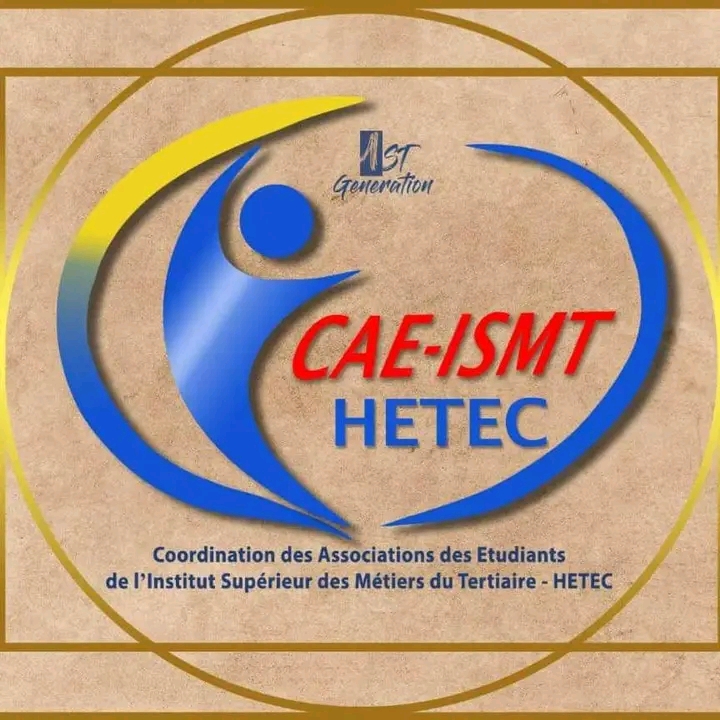 1ST
Generation
CAE-ISMT
HETEC
Coordination des Associations des Etudiants
de l'Institut Supérieur des Métiers du Tertiaire - HETEC